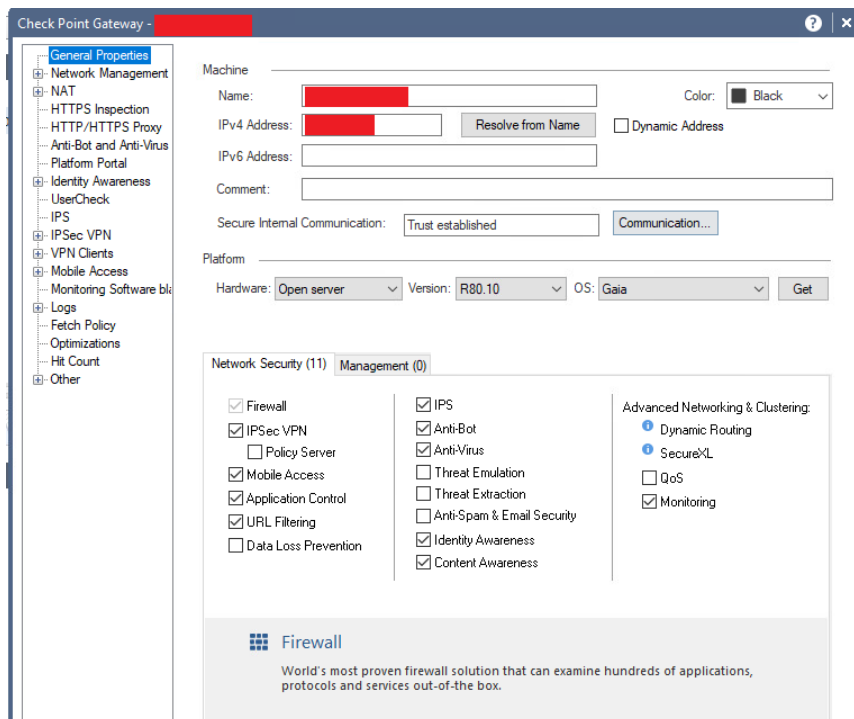 Check Point Gateway -
General Properties
Network Management
NAT
HTTPS Inspection
HTTP/HTTPS Proxy
Anti-Bot and Anti-Virus
Platform Portal
Identity Awareness
UserCheck
IPS
IPSec VPN
VPN Clients
Mobile Access
Monitoring Software bla
Logs
Fetch Policy
Optimizations
Hit Count
Other
Machine
Name:
Color: Black
IPv4 Address: Resolve from Name Dynamic Address
IPv6 Address:
Comment:
Secure Internal Communication: Trust established Communication...
Platform
Hardware: Open server Version: R80.10 OS: Gaia Get
Network Security (11) Management (0)
Firewall
IPSec VPN
Policy Server
Mobile Access
Application Control
URL Filtering
Data Loss Prevention
IPS
Anti-Bot
Anti-Virus
Threat Emulation
Threat Extraction
Anti-Spam & Email Security
Identity Awareness
Content Awareness
Advanced Networking & Clustering:
Dynamic Routing
SecureXL
QoS
Monitoring
Firewall
World's most proven firewall solution that can examine hundreds of applications,
protocols and services out-of-the box.